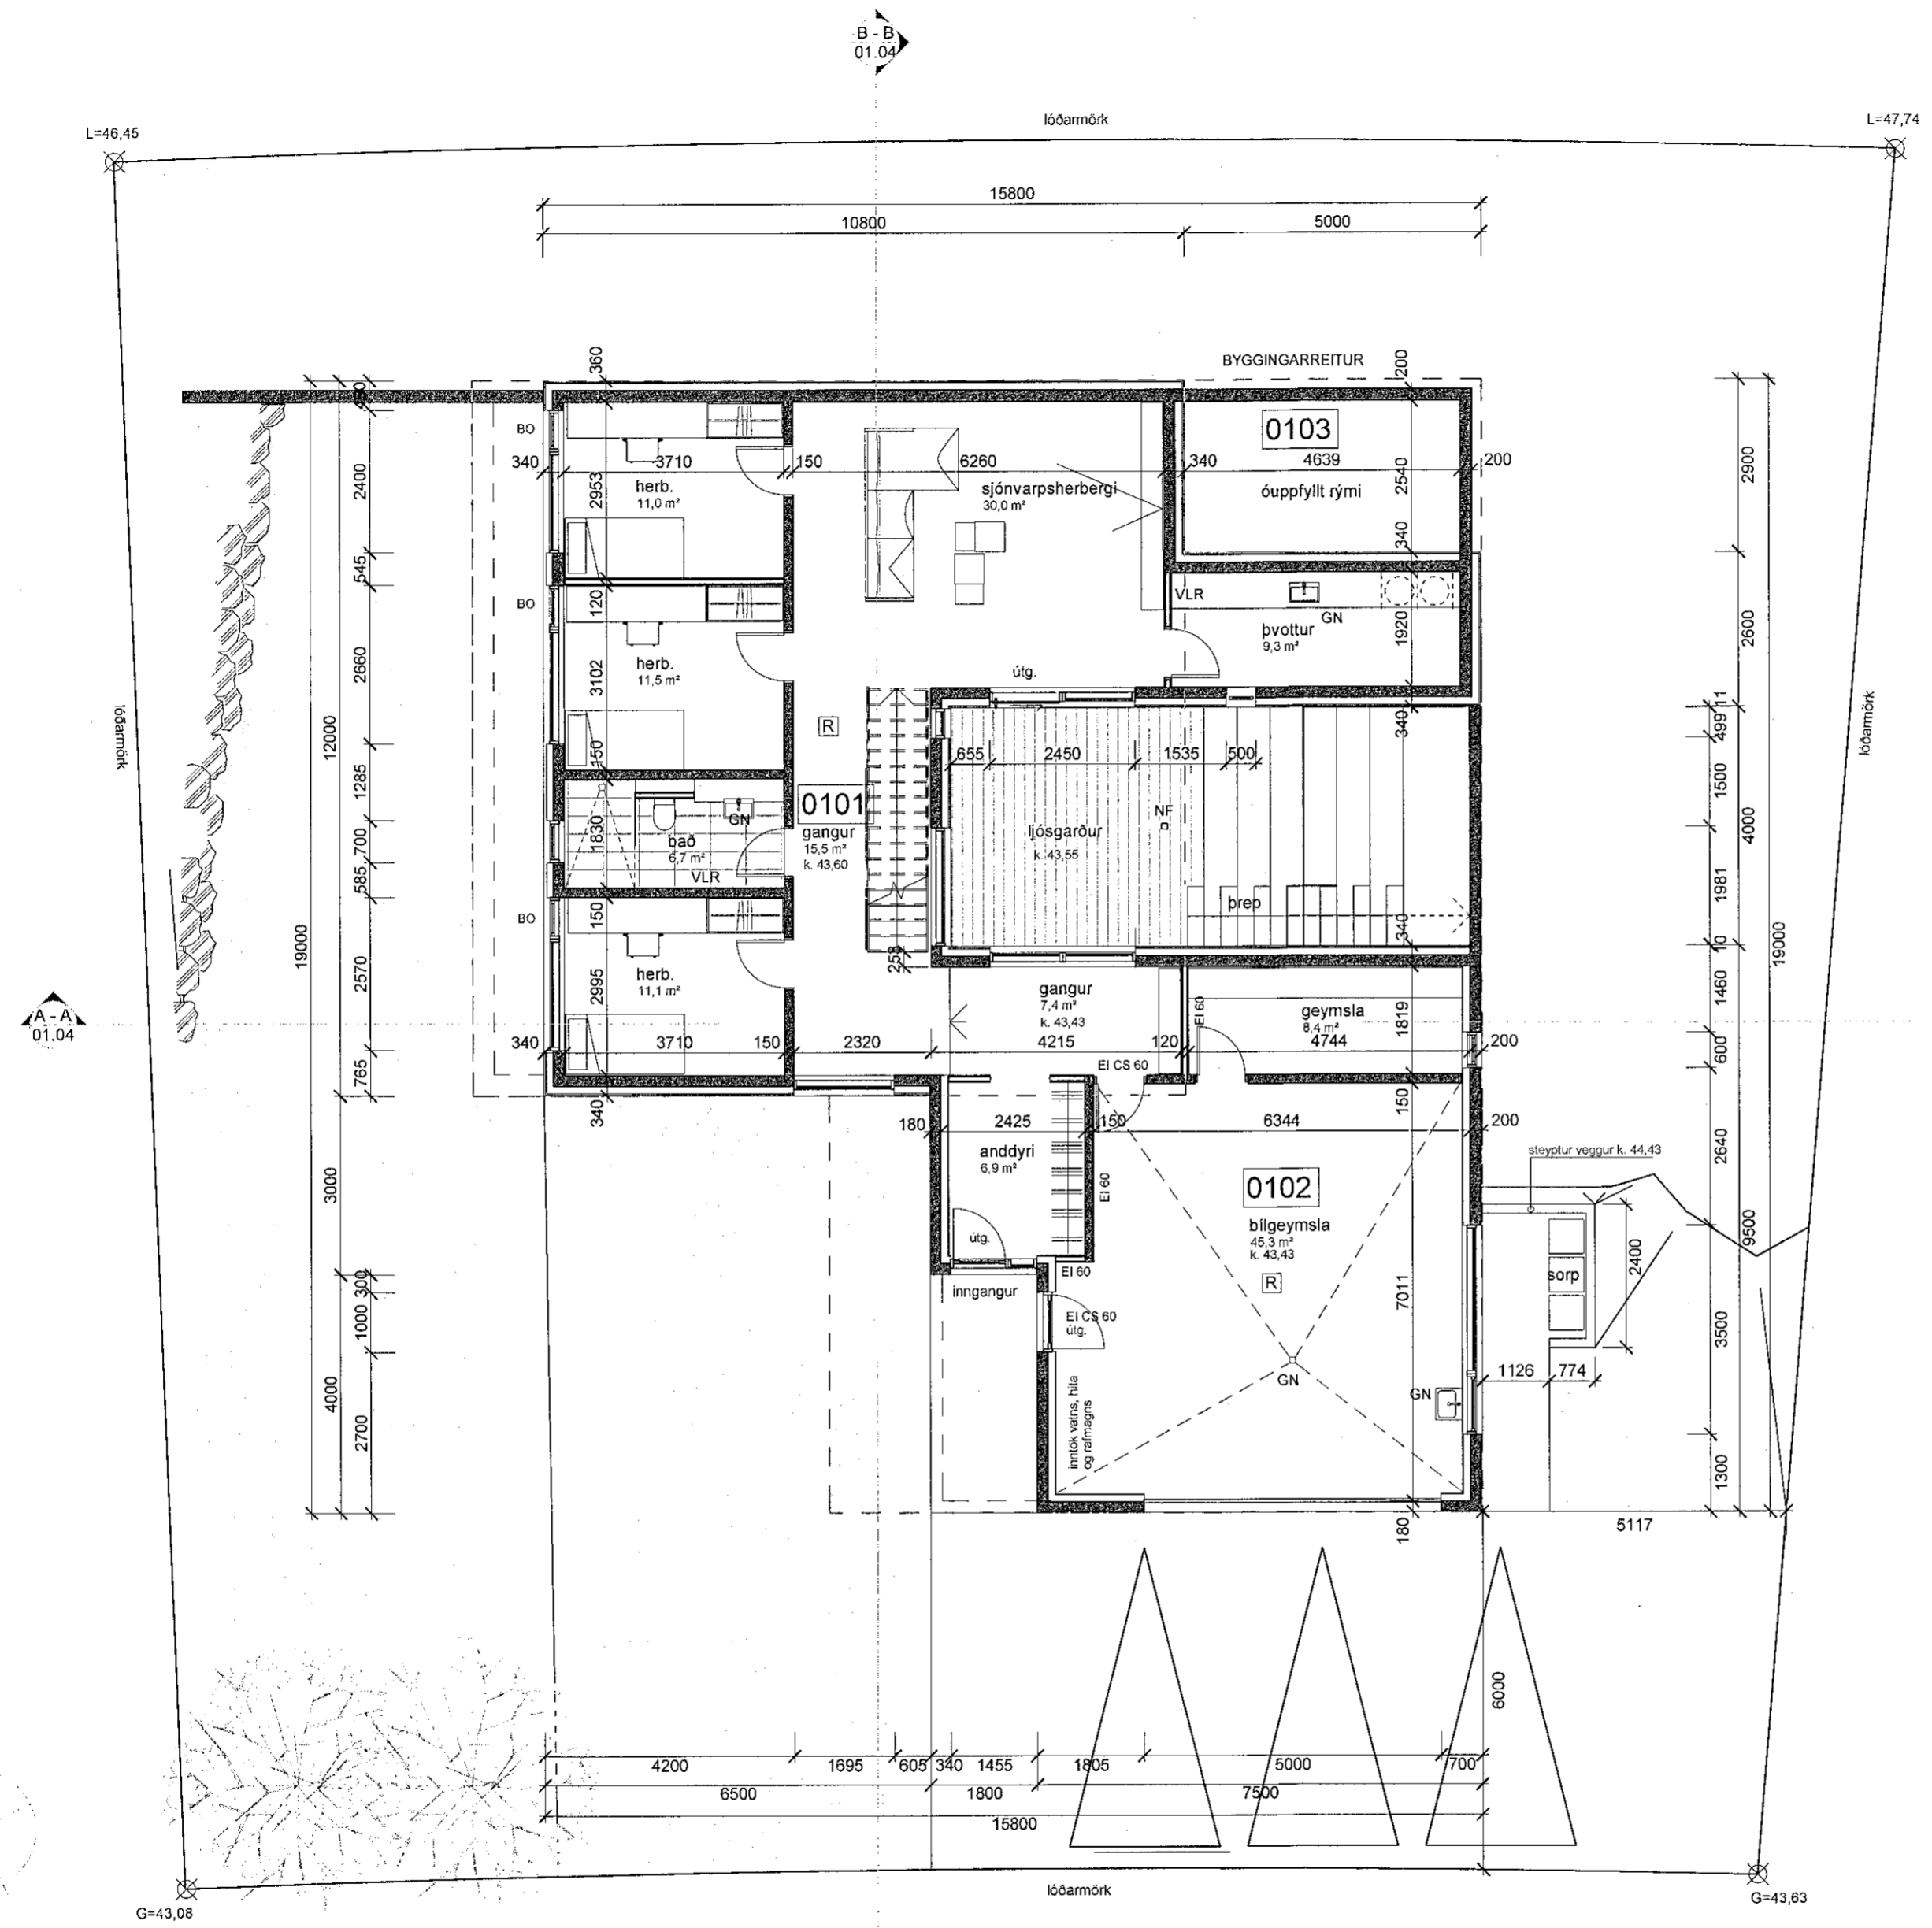 B - B
01.04
lóðarmörk
L=46,45
L=47,74
15800
10800
5000
BYGGINGARREITUR
360
200
BO
340
3710
150
6260
340
4639
200
0103
óuppfyllt rými
2540
340
herb.
11,0 m²
2953
sjónvarpsherbergi
30,0 m²
2400
545
2900
BO
120
VLR
GN
þvottur
9,3 m²
1920
2600
herb.
11,5 m²
3102
2660
útg.
R
150
340
11
499
655
2450
1535
500
12000
1285
1500
4000
0101
gangur
15,5 m²
k. 43,60
NF
ljósgarður
k. 43,55
GN
bað
6,7 m²
VLR
1830
700
585
1981
lóðarmörk
lóðarmörk
BO
150
þrep
340
10
19000
19000
258
herb.
11,1 m²
2995
2570
gangur
7,4 m²
k. 43,43
EI 60
geymsla
8,4 m²
1819
1460
A - A
01.04
340
3710
150
2320
4215
120
4744
200
600
EI CS 60
765
340
150
180
2425
150
6344
200
anddyri
6,9 m²
EI 60
2640
steyptur veggur k. 44,43
3000
0102
bílgeymsla
45,3 m²
k. 43,43
R
9500
útg.
EI 60
inngangur
300
1000
EI CS 60
útg.
7011
sorp
2400
3500
4000
2700
GN
GN
1126
774
inntök vatns, hita
og rafmagns
1300
180
5117
6000
4200
1695
605
340
1455
1805
5000
700
6500
1800
7500
15800
lóðarmörk
G=43,08
G=43,63